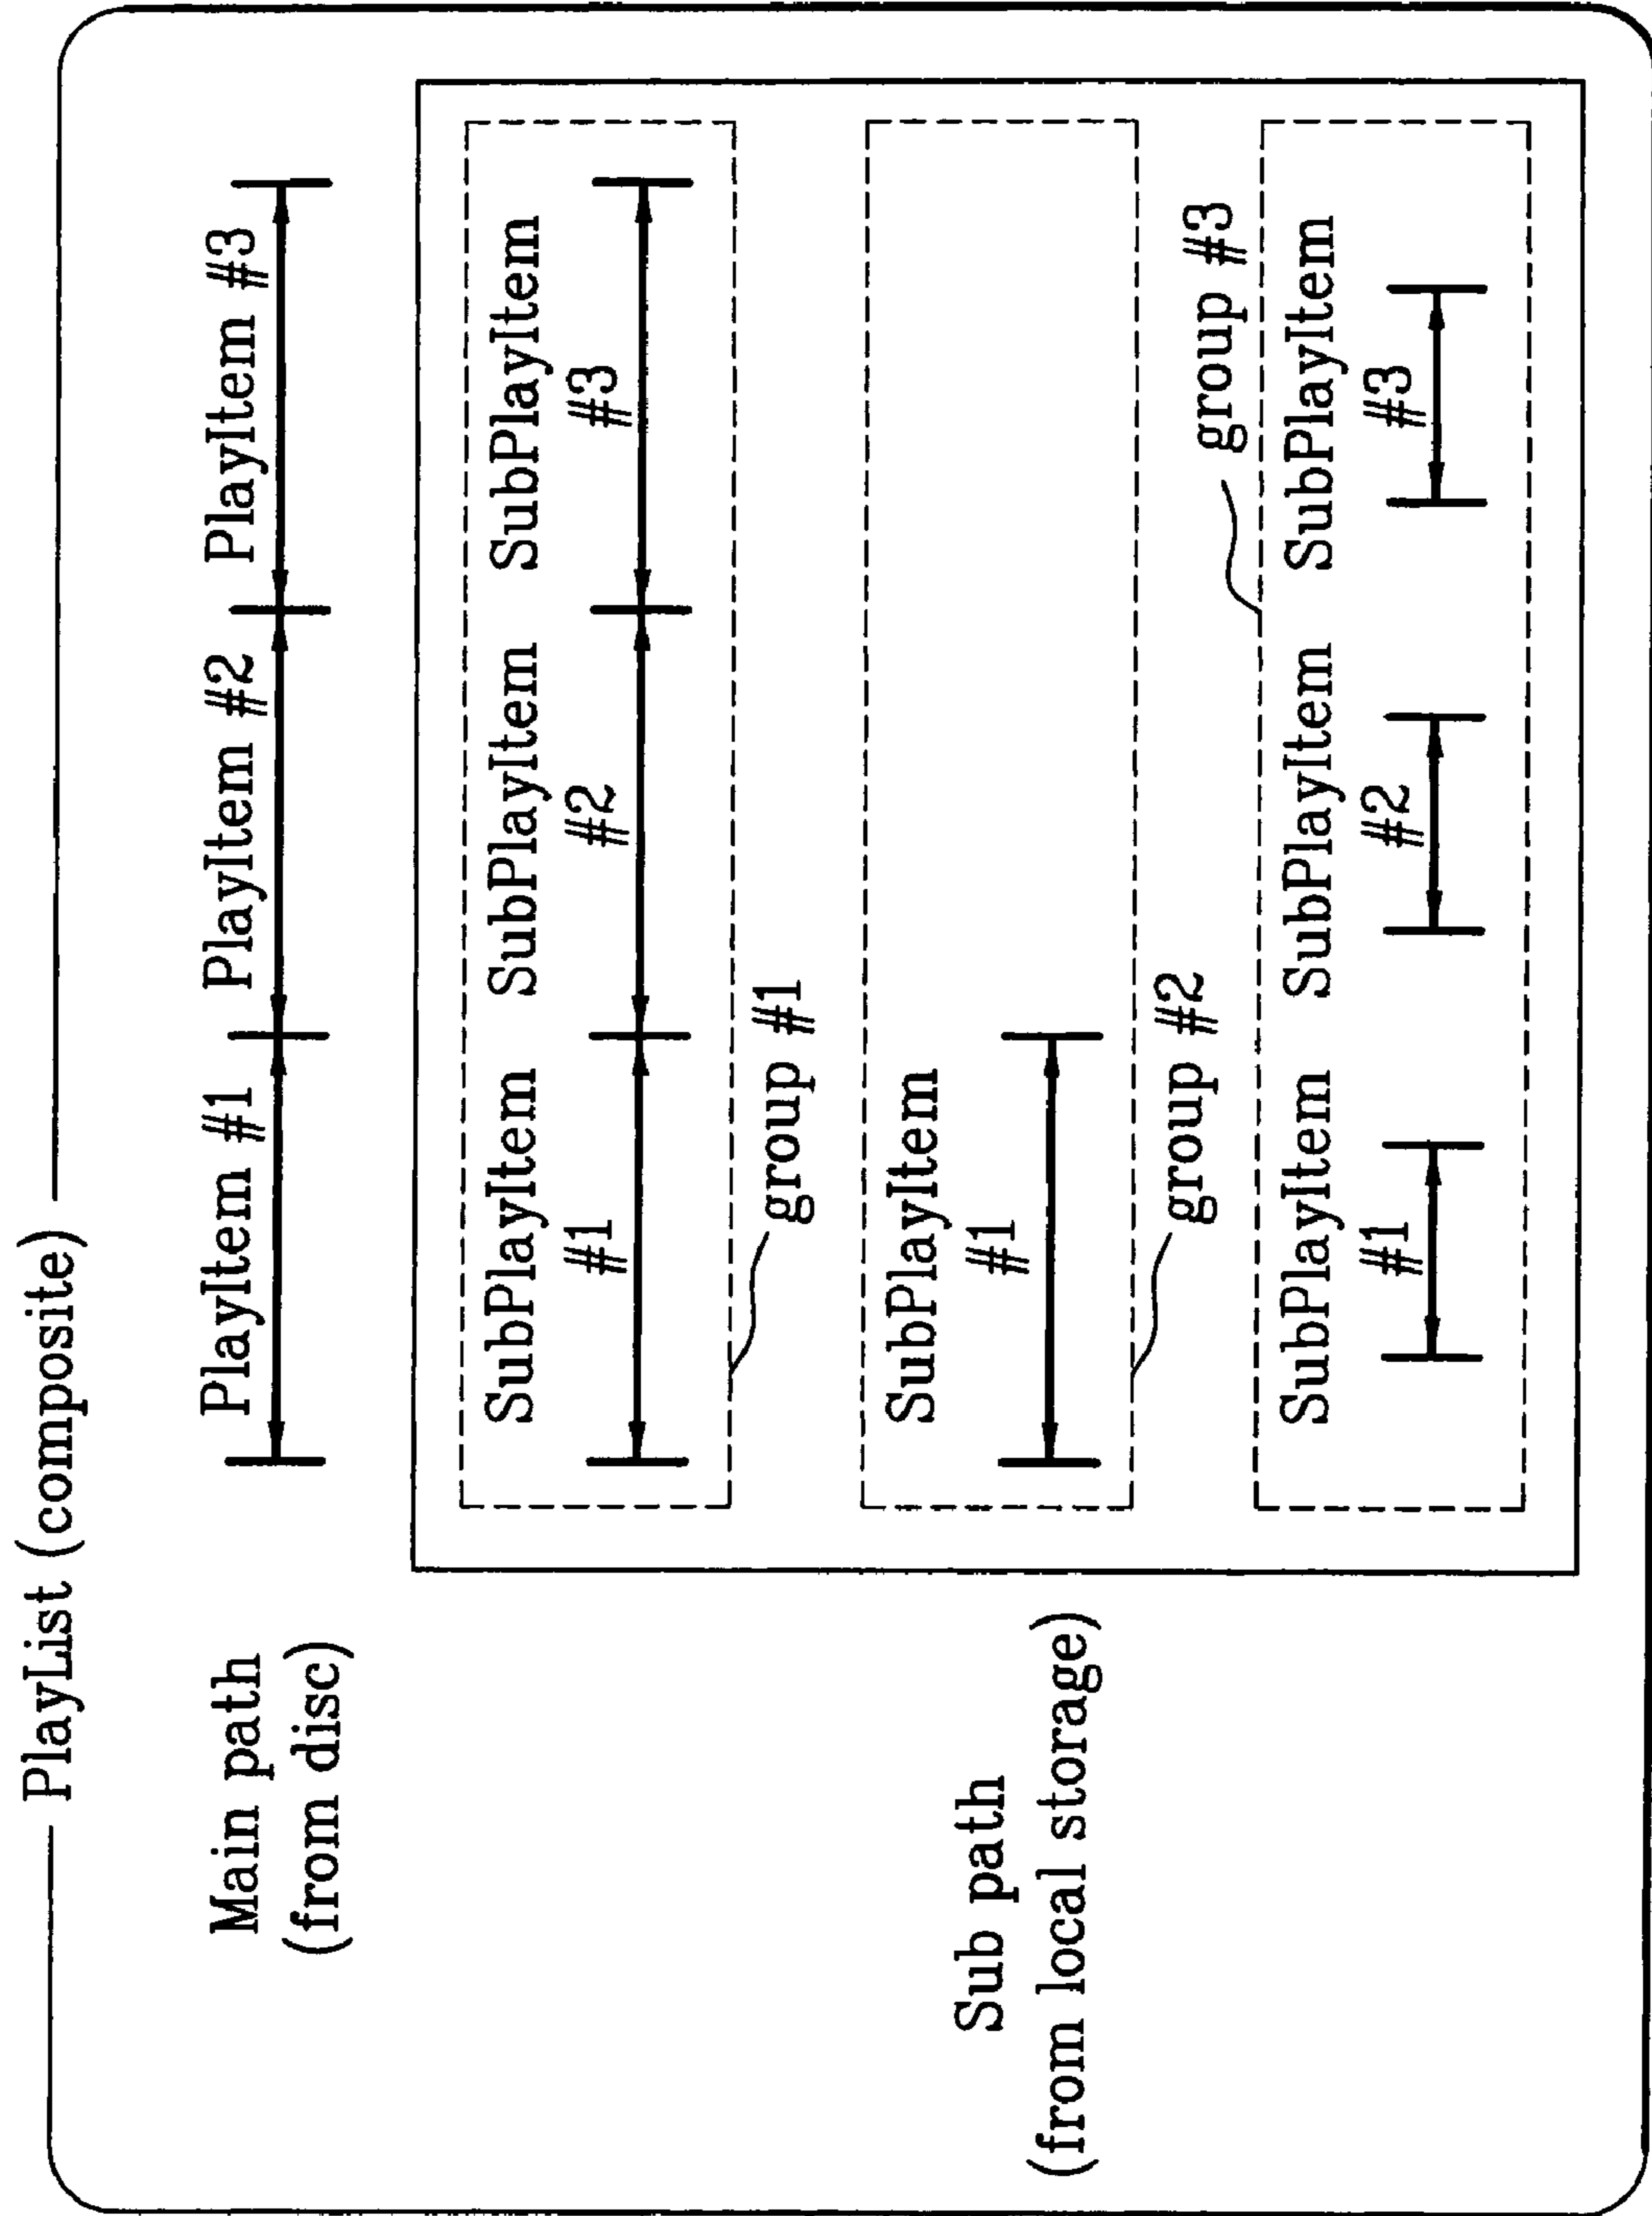 PlayList (composite)
Main path
(from disc)
PlayItem #1
PlayItem #2
PlayItem #3
Sub path
(from local storage)
SubPlayItem
#1
SubPlayItem
#2
SubPlayItem
#3
group #1
SubPlayItem
#1
group #2
group #3
SubPlayItem
#1
SubPlayItem
#2
SubPlayItem
#3